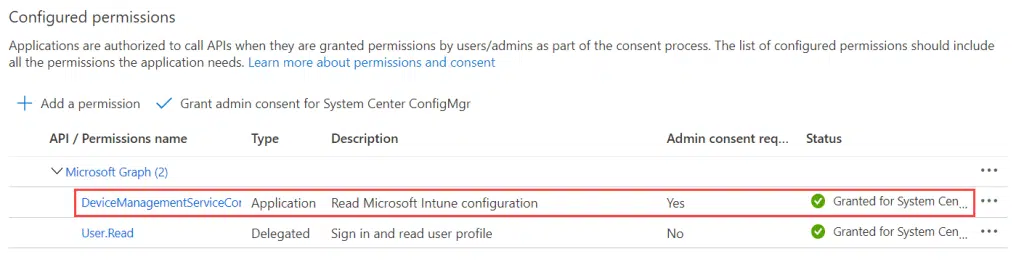 Configured permissions
Applications are authorized to call APIs when they are granted permissions by users/admins as part of the consent process. The list of configured permissions should include
all the permissions the application needs. Learn more about permissions and consent
+ Add a permission ✓ Grant admin consent for System Center ConfigMgr
API / Permissions name Type Description Admin consent req... Status
Microsoft Graph (2) ...
DeviceManagementServiceCor Application Read Microsoft Intune configuration Yes Granted for System Cen... ...
User.Read Delegated Sign in and read user profile No Granted for System Cen... ...